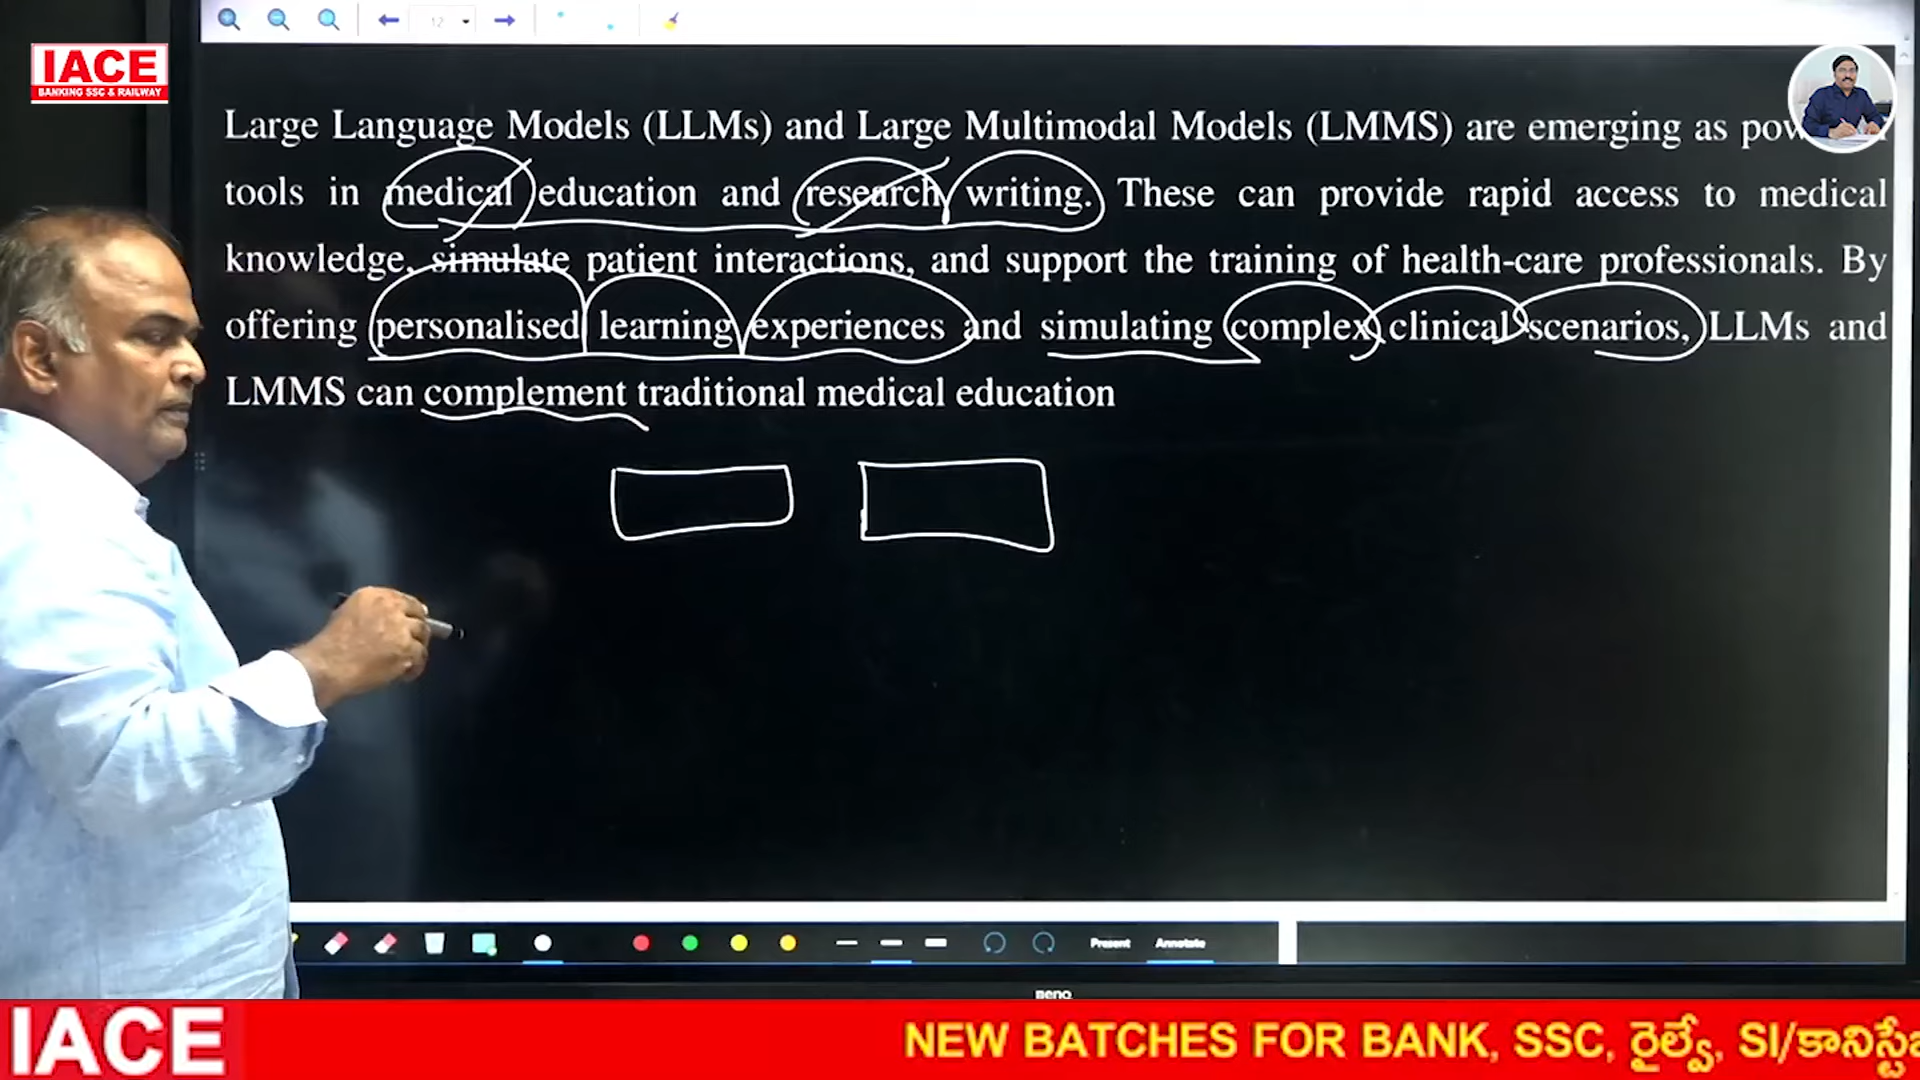 12
IACE
BANKING SSC & RAILWAY
Large Language Models (LLMs) and Large Multimodal Models (LMMS) are emerging as
tools in medical education and research writing. These can provide rapid access to medical
knowledge, simulate patient interactions, and support the training of health-care professionals. By
offering personalised learning experiences and simulating complex clinical scenarios, LLMs and
LMMS can complement traditional medical education
Present Annotate
BenQ
IACE
NEW BATCHES FOR BANK, SSC, రైల్వే,